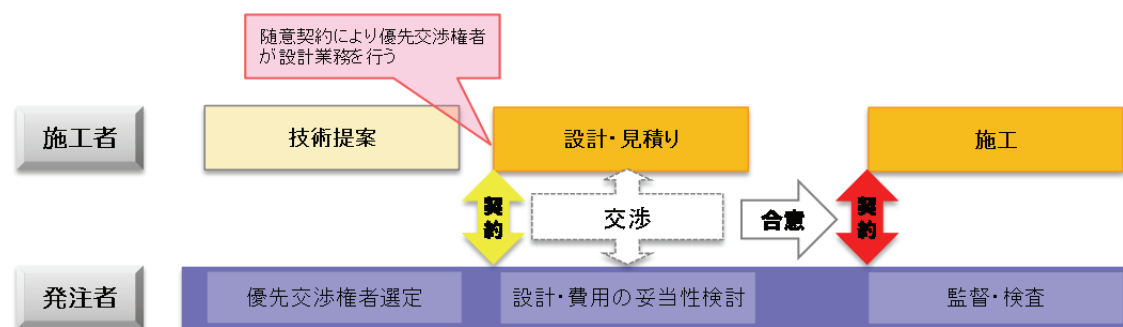 随意契約により優先交渉権者
が設計業務を行う
施工者
技術提案
設計・見積り
施工
契約
交渉
合意
契約
発注者
優先交渉権者選定
設計・費用の妥当性検討
監督・検査